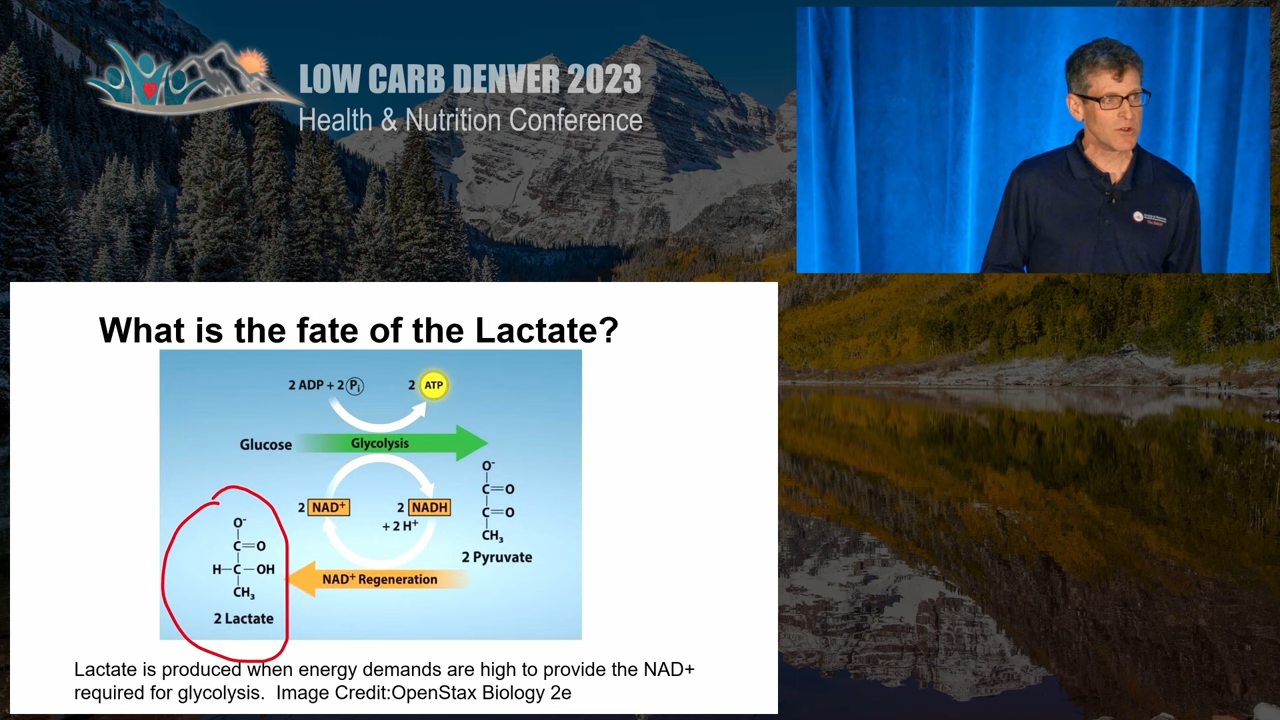 LOW CARB DENVER 2023
Health & Nutrition Conference
What is the fate of the Lactate?
2 ADP + 2 Pi
2 ATP
Glucose
Glycolysis
O-
C=O
C=O
CH3
2 Pyruvate
2 NAD+
2 NADH
+ 2 H+
NAD+ Regeneration
O-
C=O
H-C-OH
CH3
2 Lactate
Lactate is produced when energy demands are high to provide the NAD+
required for glycolysis. Image Credit:OpenStax Biology 2e